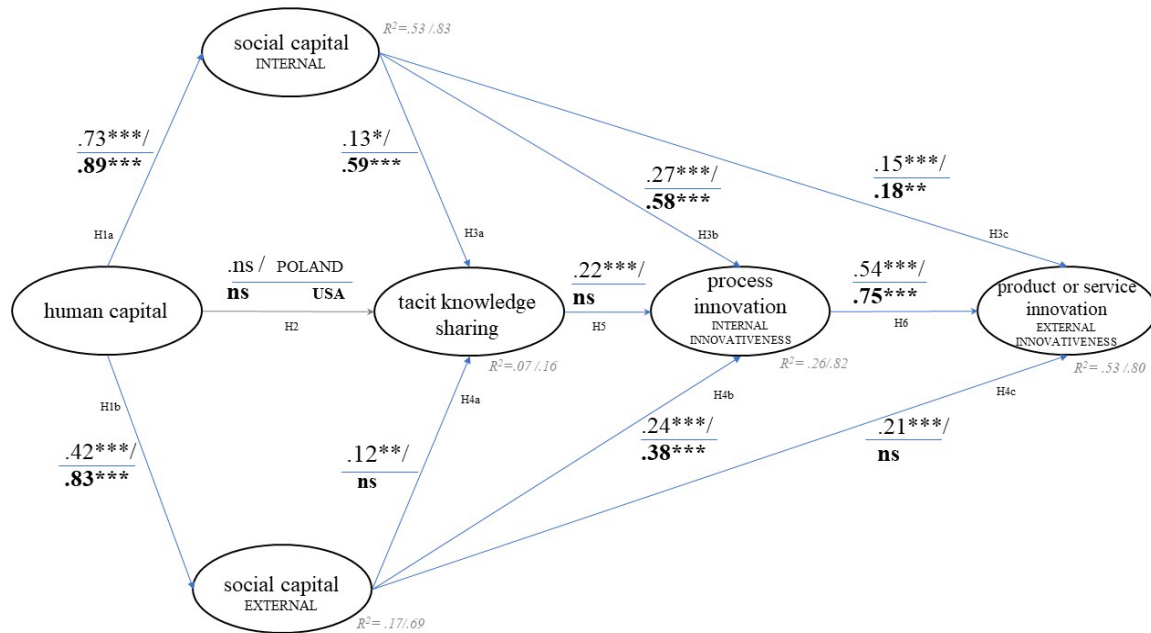 social capital
INTERNAL
R²=.53 /.83
.73***/
.89***
.13*/
.59***
.27***/
.58***
.15***/
.18**
H1a
H3a
H3b
H3c
human capital
.ns / POLAND
ns USA
H2
tacit knowledge
sharing
R²=.07 /.16
.22***/
ns
H5
process
innovation
INTERNAL
INNOVATIVENESS
R²= .26/.82
.54***/
.75***
H6
product or service
innovation
EXTERNAL
INNOVATIVENESS
R²= .53/.80
H1b
H4a
H4b
H4c
.42***/
.83***
.12**/
ns
.24***/
.38***
.21***/
ns
social capital
EXTERNAL
R²= .17/.69